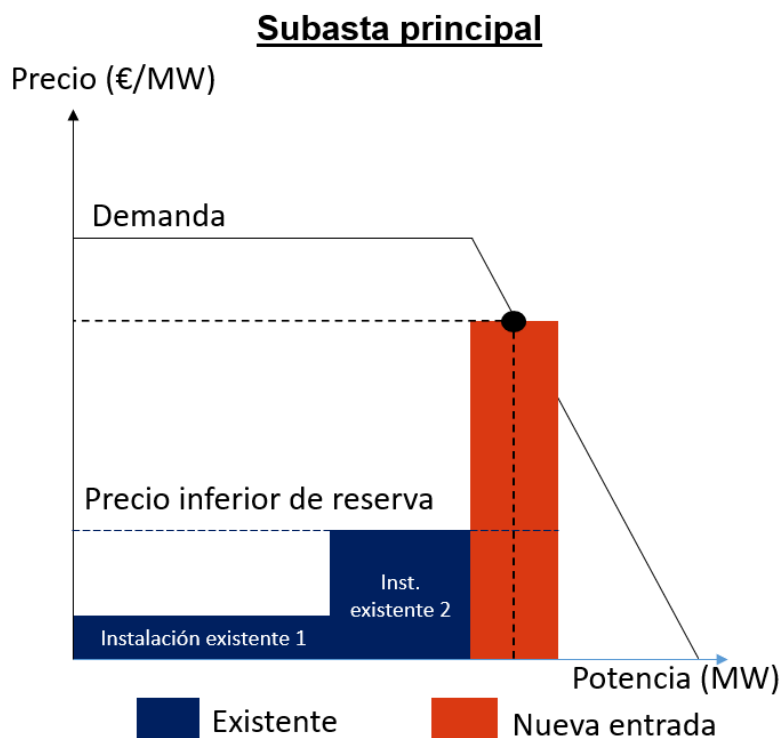 Subasta principal
Precio (€/MW)
Demanda
Precio inferior de reserva
Inst.
existente 2
Instalación existente 1
Potencia (MW)
Existente
Nueva entrada